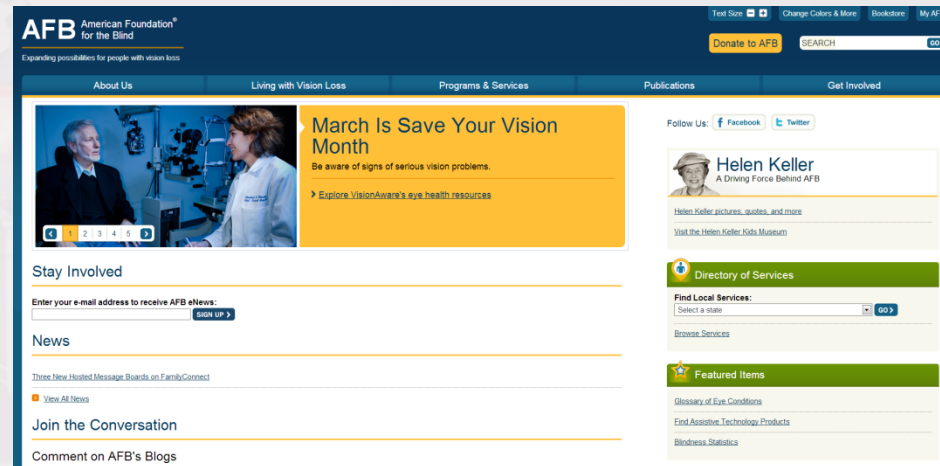 Text Size - +
Change Colors & More
Bookstore
My AF
AFB American Foundation®
for the Blind
Expanding possibilities for people with vision loss
Donate to AFB
SEARCH
GO
About Us
Living with Vision Loss
Programs & Services
Publications
Get Involved
March Is Save Your Vision
Month
Be aware of signs of serious vision problems.
Explore VisionAware's eye health resources
1 2 3 4 5
Stay Involved
Enter your e-mail address to receive AFB eNews:
SIGN UP
News
Three New Hosted Message Boards on FamilyConnect
View All News
Join the Conversation
Comment on AFB's Blogs
Follow Us:
Facebook
Twitter
Helen Keller
A Driving Force Behind AFB
Helen Keller pictures, quotes, and more
Visit the Helen Keller Kids Museum
Directory of Services
Find Local Services:
Select a state
GO
Browse Services
Featured Items
Glossary of Eye Conditions
Find Assistive Technology Products
Blindness Statistics